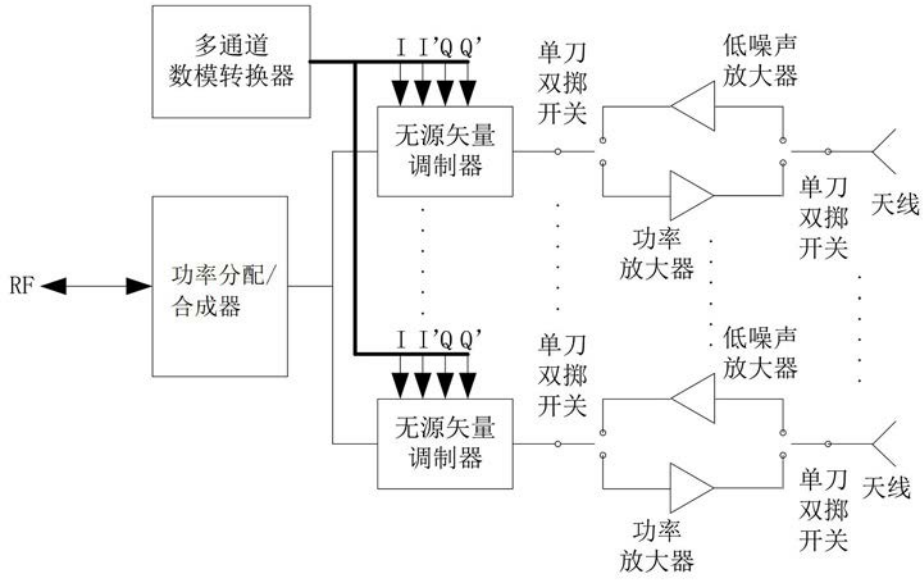 多通道
数模转换器
I I'Q Q'
单刀
双掷
开关
低噪声
放大器
无源矢量
调制器
单刀
双掷
开关
天线
功率
放大器
RF
功率分配/
合成器
I I'Q Q'
单刀
双掷
开关
低噪声
放大器
无源矢量
调制器
单刀
双掷
开关
天线
功率
放大器